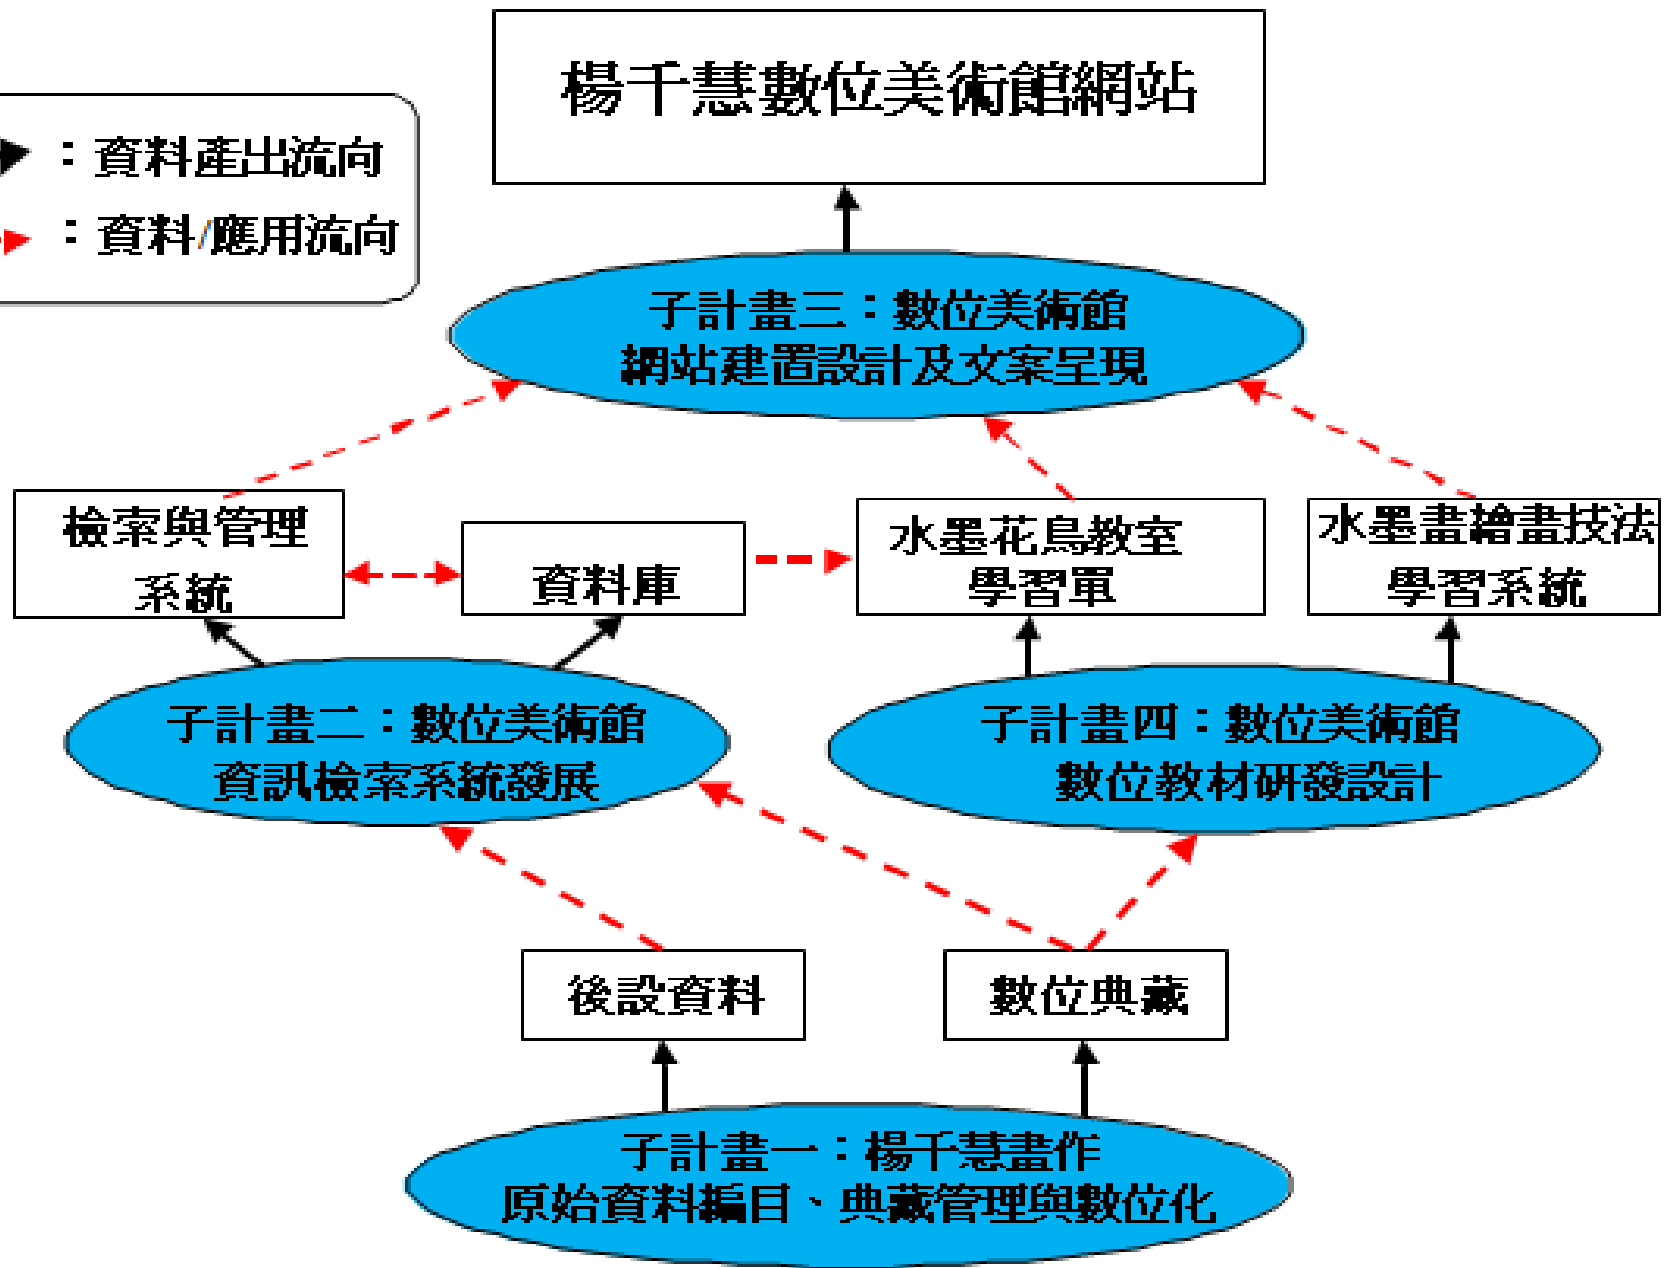 楊千慧數位美術館網站
：資料產出流向
：資料/應用流向
子計畫三：數位美術館
網站建置設計及文案呈現
檢索與管理
系統
資料庫
水墨花鳥教室
學習單
水墨畫繪畫技法
學習系統
子計畫二：數位美術館
資訊檢索系統發展
子計畫四：數位美術館
數位教材研發設計
後設資料
數位典藏
子計畫一：楊千慧畫作
原始資料編目、典藏管理與數位化